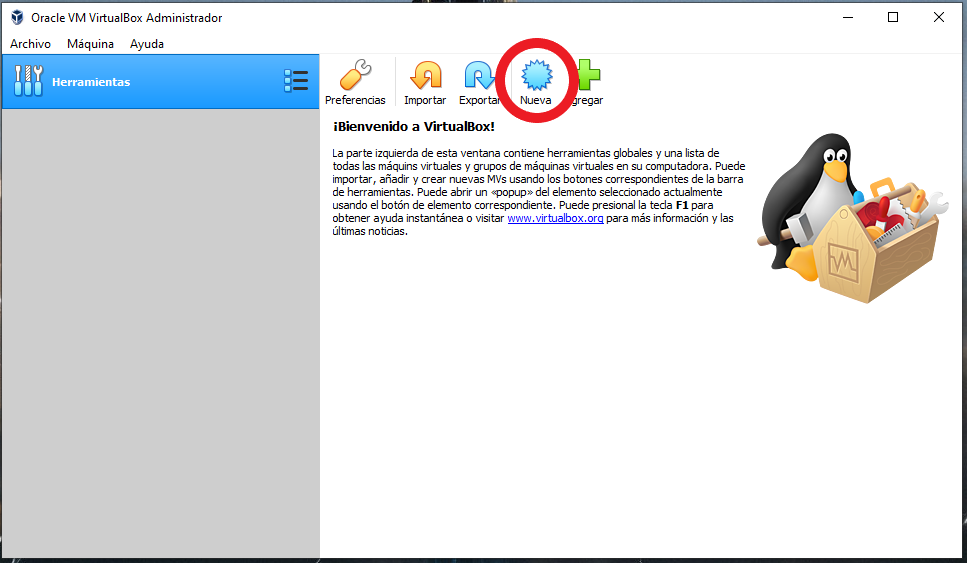 Oracle VM VirtualBox Administrador
Archivo Máquina Ayuda
Herramientas
Preferencias Importar Exportar Nueva gregar
¡Bienvenido a VirtualBox!
La parte izquierda de esta ventana contiene herramientas globales y una lista de
todas las máquins virtuales y grupos de máquinas virtuales en su computadora. Puede
importar, añadir y crear nuevas MVs usando los botones correspondientes de la barra
de herramientas. Puede abrir un «popup» del elemento seleccionado actualmente
usando el botón de elemento correspondiente. Puede presional la tecla F1 para
obtener ayuda instantánea o visitar www.virtualbox.org para más información y las
últimas noticias.